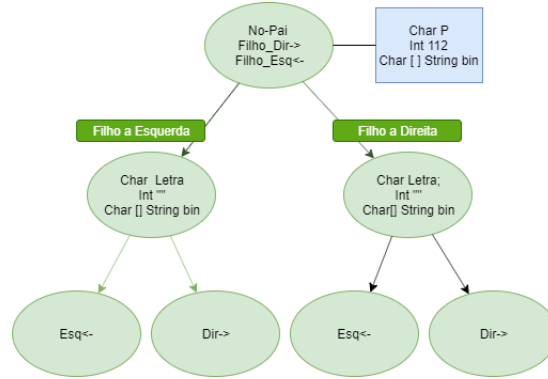 No-Pai
Filho_Dir->
Filho_Esq<-
Char P
Int 112
Char [ ] String bin
Filho a Esquerda
Filho a Direita
Char Letra
Int ""
Char [] String bin
Char Letra;
Int ""
Char[] String bin
Esq<-
Dir->
Esq<-
Dir->